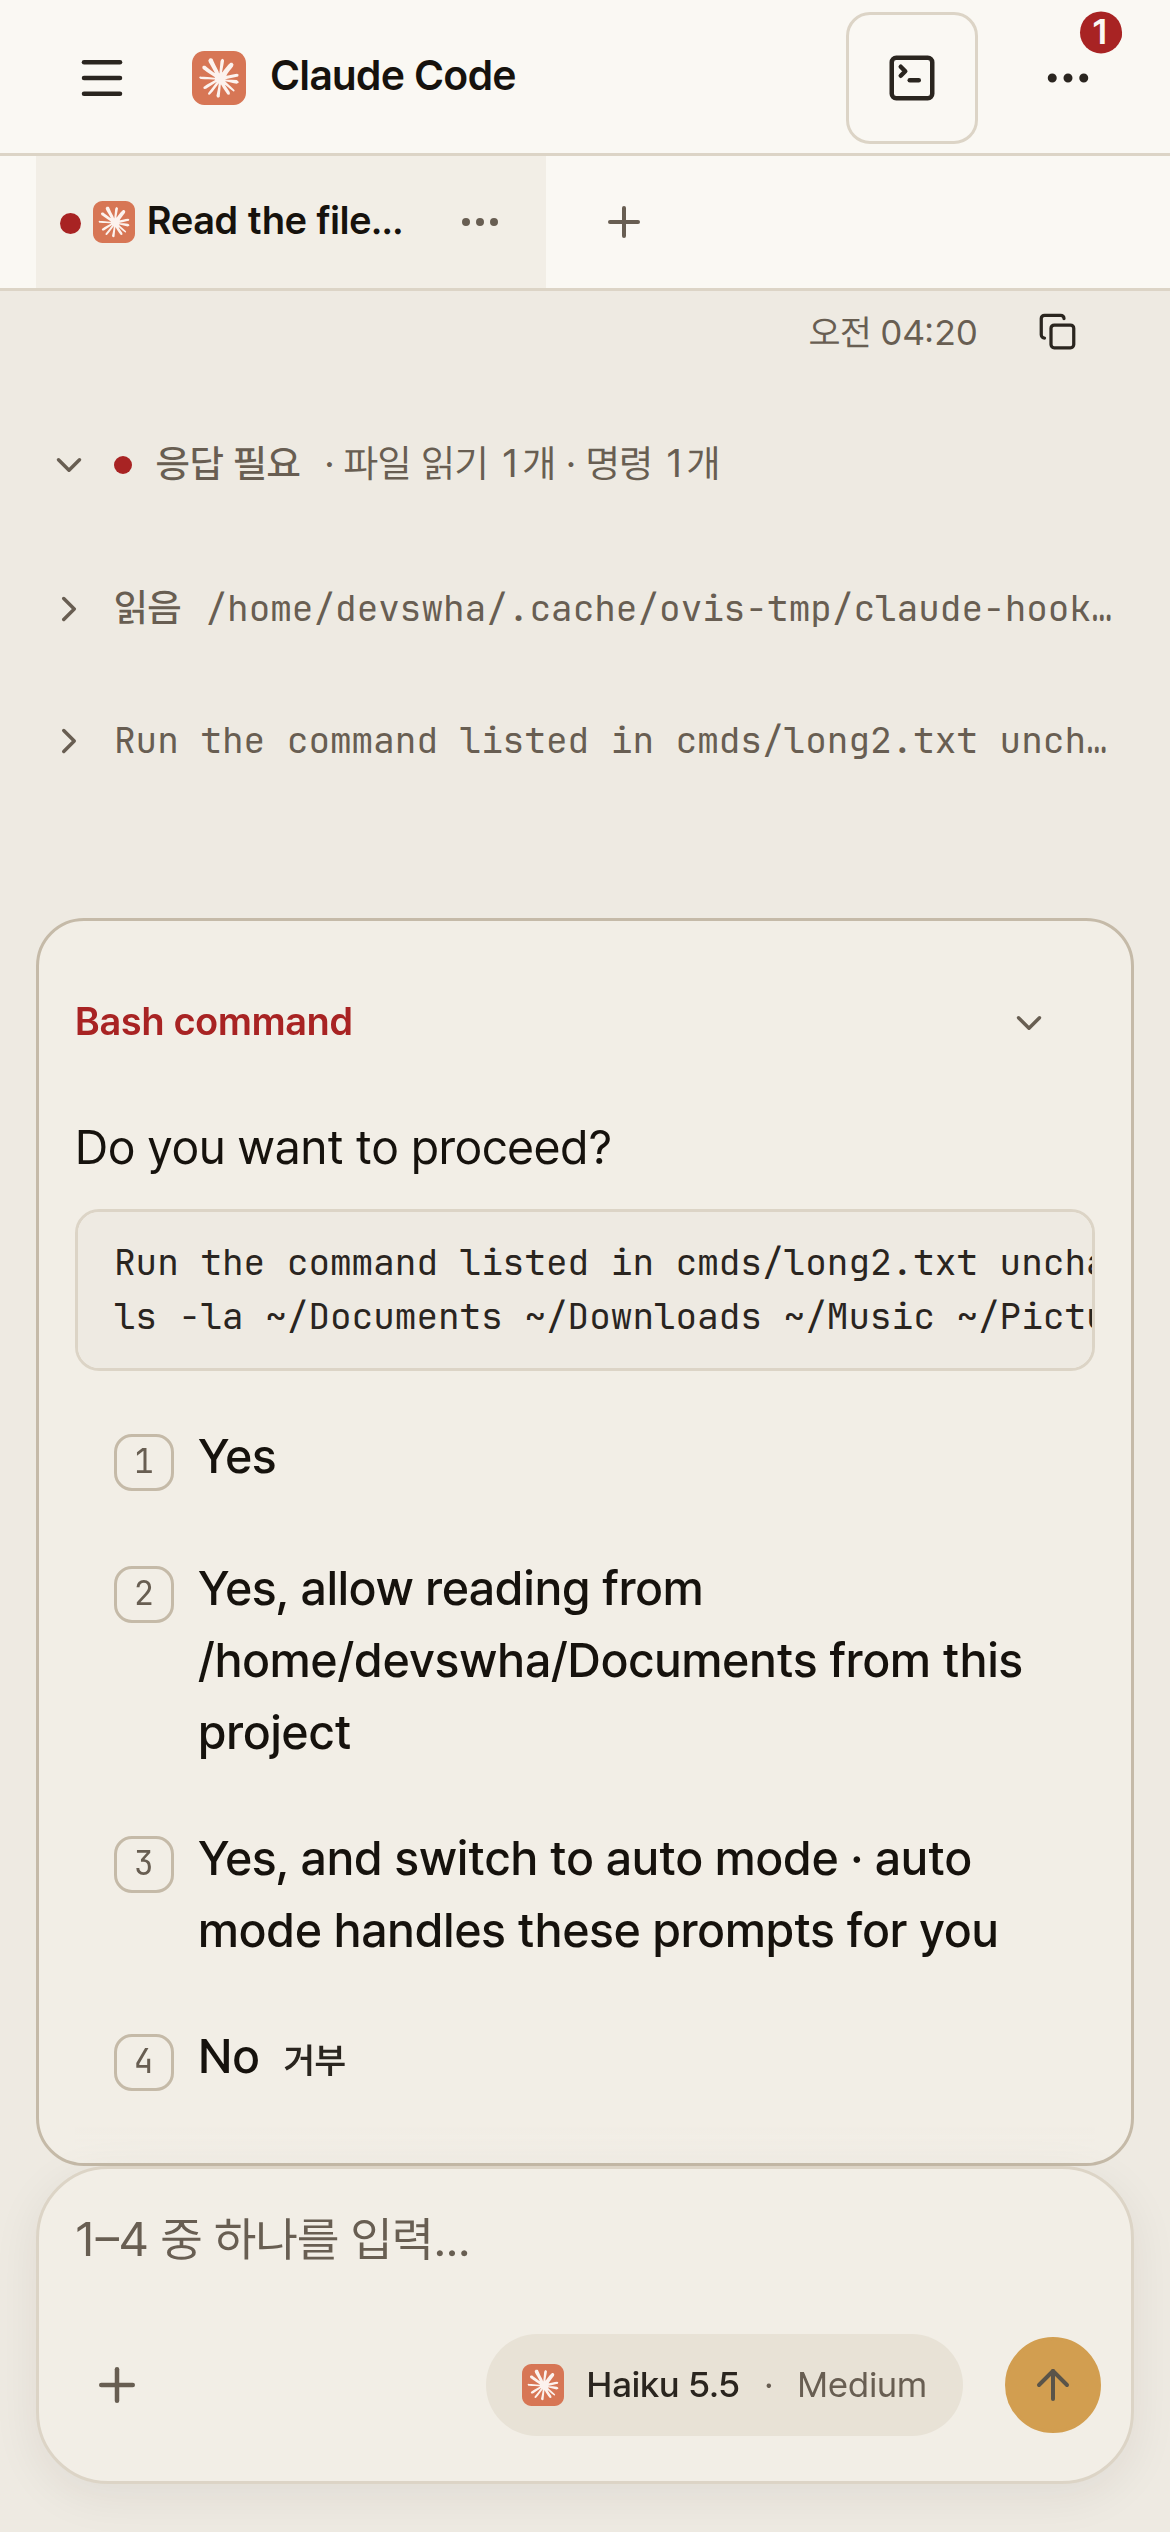 Claude Code
1
Read the file...
오전 04:20
응답 필요 · 파일 읽기 1개 · 명령 1개
읽음 /home/devswha/.cache/ovis-tmp/claude-hook…
Run the command listed in cmds/long2.txt unch…
Bash command
Do you want to proceed?
Run the command listed in cmds/long2.txt uncha
ls -la ~/Documents ~/Downloads ~/Music ~/Pictu
1 Yes
2 Yes, allow reading from
/home/devswha/Documents from this
project
3 Yes, and switch to auto mode · auto
mode handles these prompts for you
4 No 거부
1–4 중 하나를 입력...
Haiku 5.5 · Medium